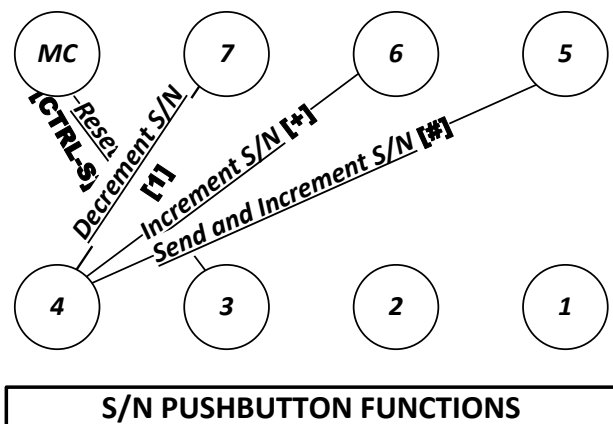 MC
7
6
5
Reset
[CTRL-S]
Decrement S/N
[1]
Increment S/N [+]
Send and Increment S/N [#]
4
3
2
1
S/N PUSHBUTTON FUNCTIONS